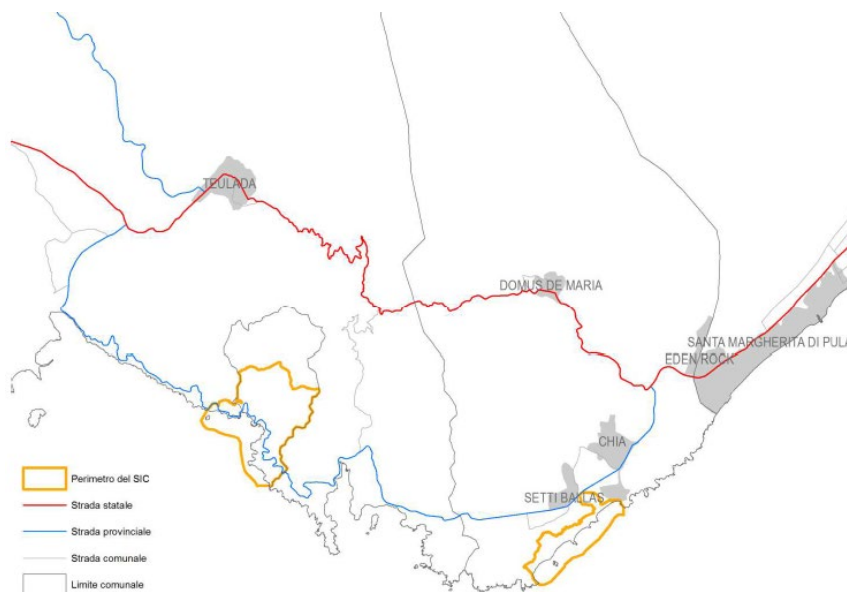 TEULADA
DOMUS DE MARIA
SANTA MARGHERITA DI PULA
EDEN ROCK
CHIA
SETTI BALLAS
Perimetro del SIC
Strada statale
Strada provinciale
Strada comunale
Limite comunale